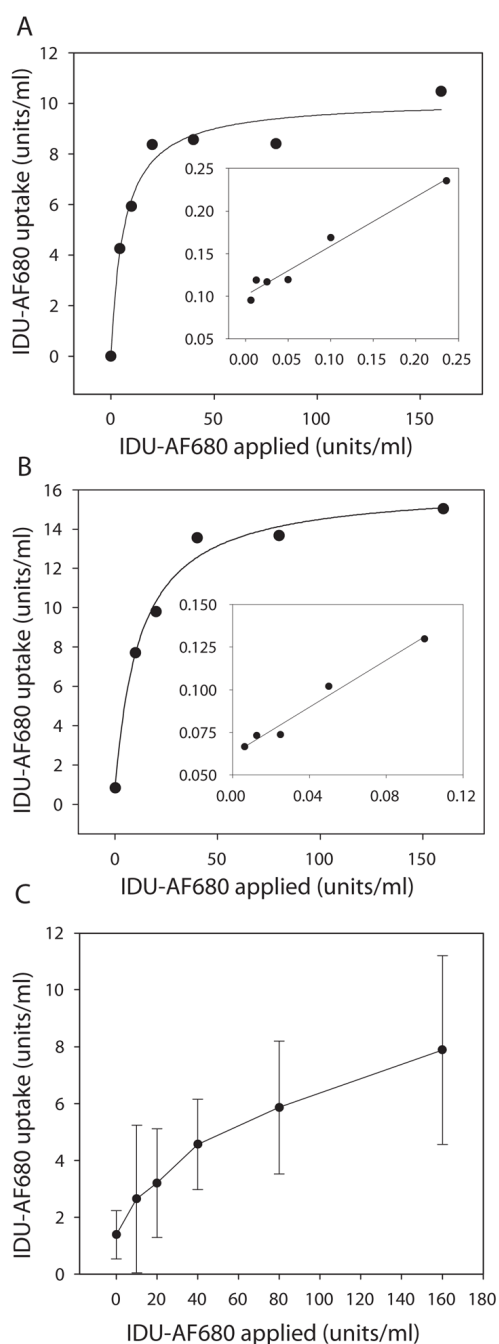 A
IDU-AF680 uptake (units/ml)
12
10
8
6
4
2
0
0.25
0.20
0.15
0.10
0.05
0.00 0.05 0.10 0.15 0.20 0.25
0 50 100 150
IDU-AF680 applied (units/ml)
B
IDU-AF680 uptake (units/ml)
16
14
12
10
8
6
4
2
0
0.150
0.125
0.100
0.075
0.050
0.00 0.04 0.08 0.12
0 50 100 150
IDU-AF680 applied (units/ml)
C
IDU-AF680 uptake (units/ml)
12
10
8
6
4
2
0
0 20 40 60 80 100 120 140 160 180
IDU-AF680 applied (units/ml)